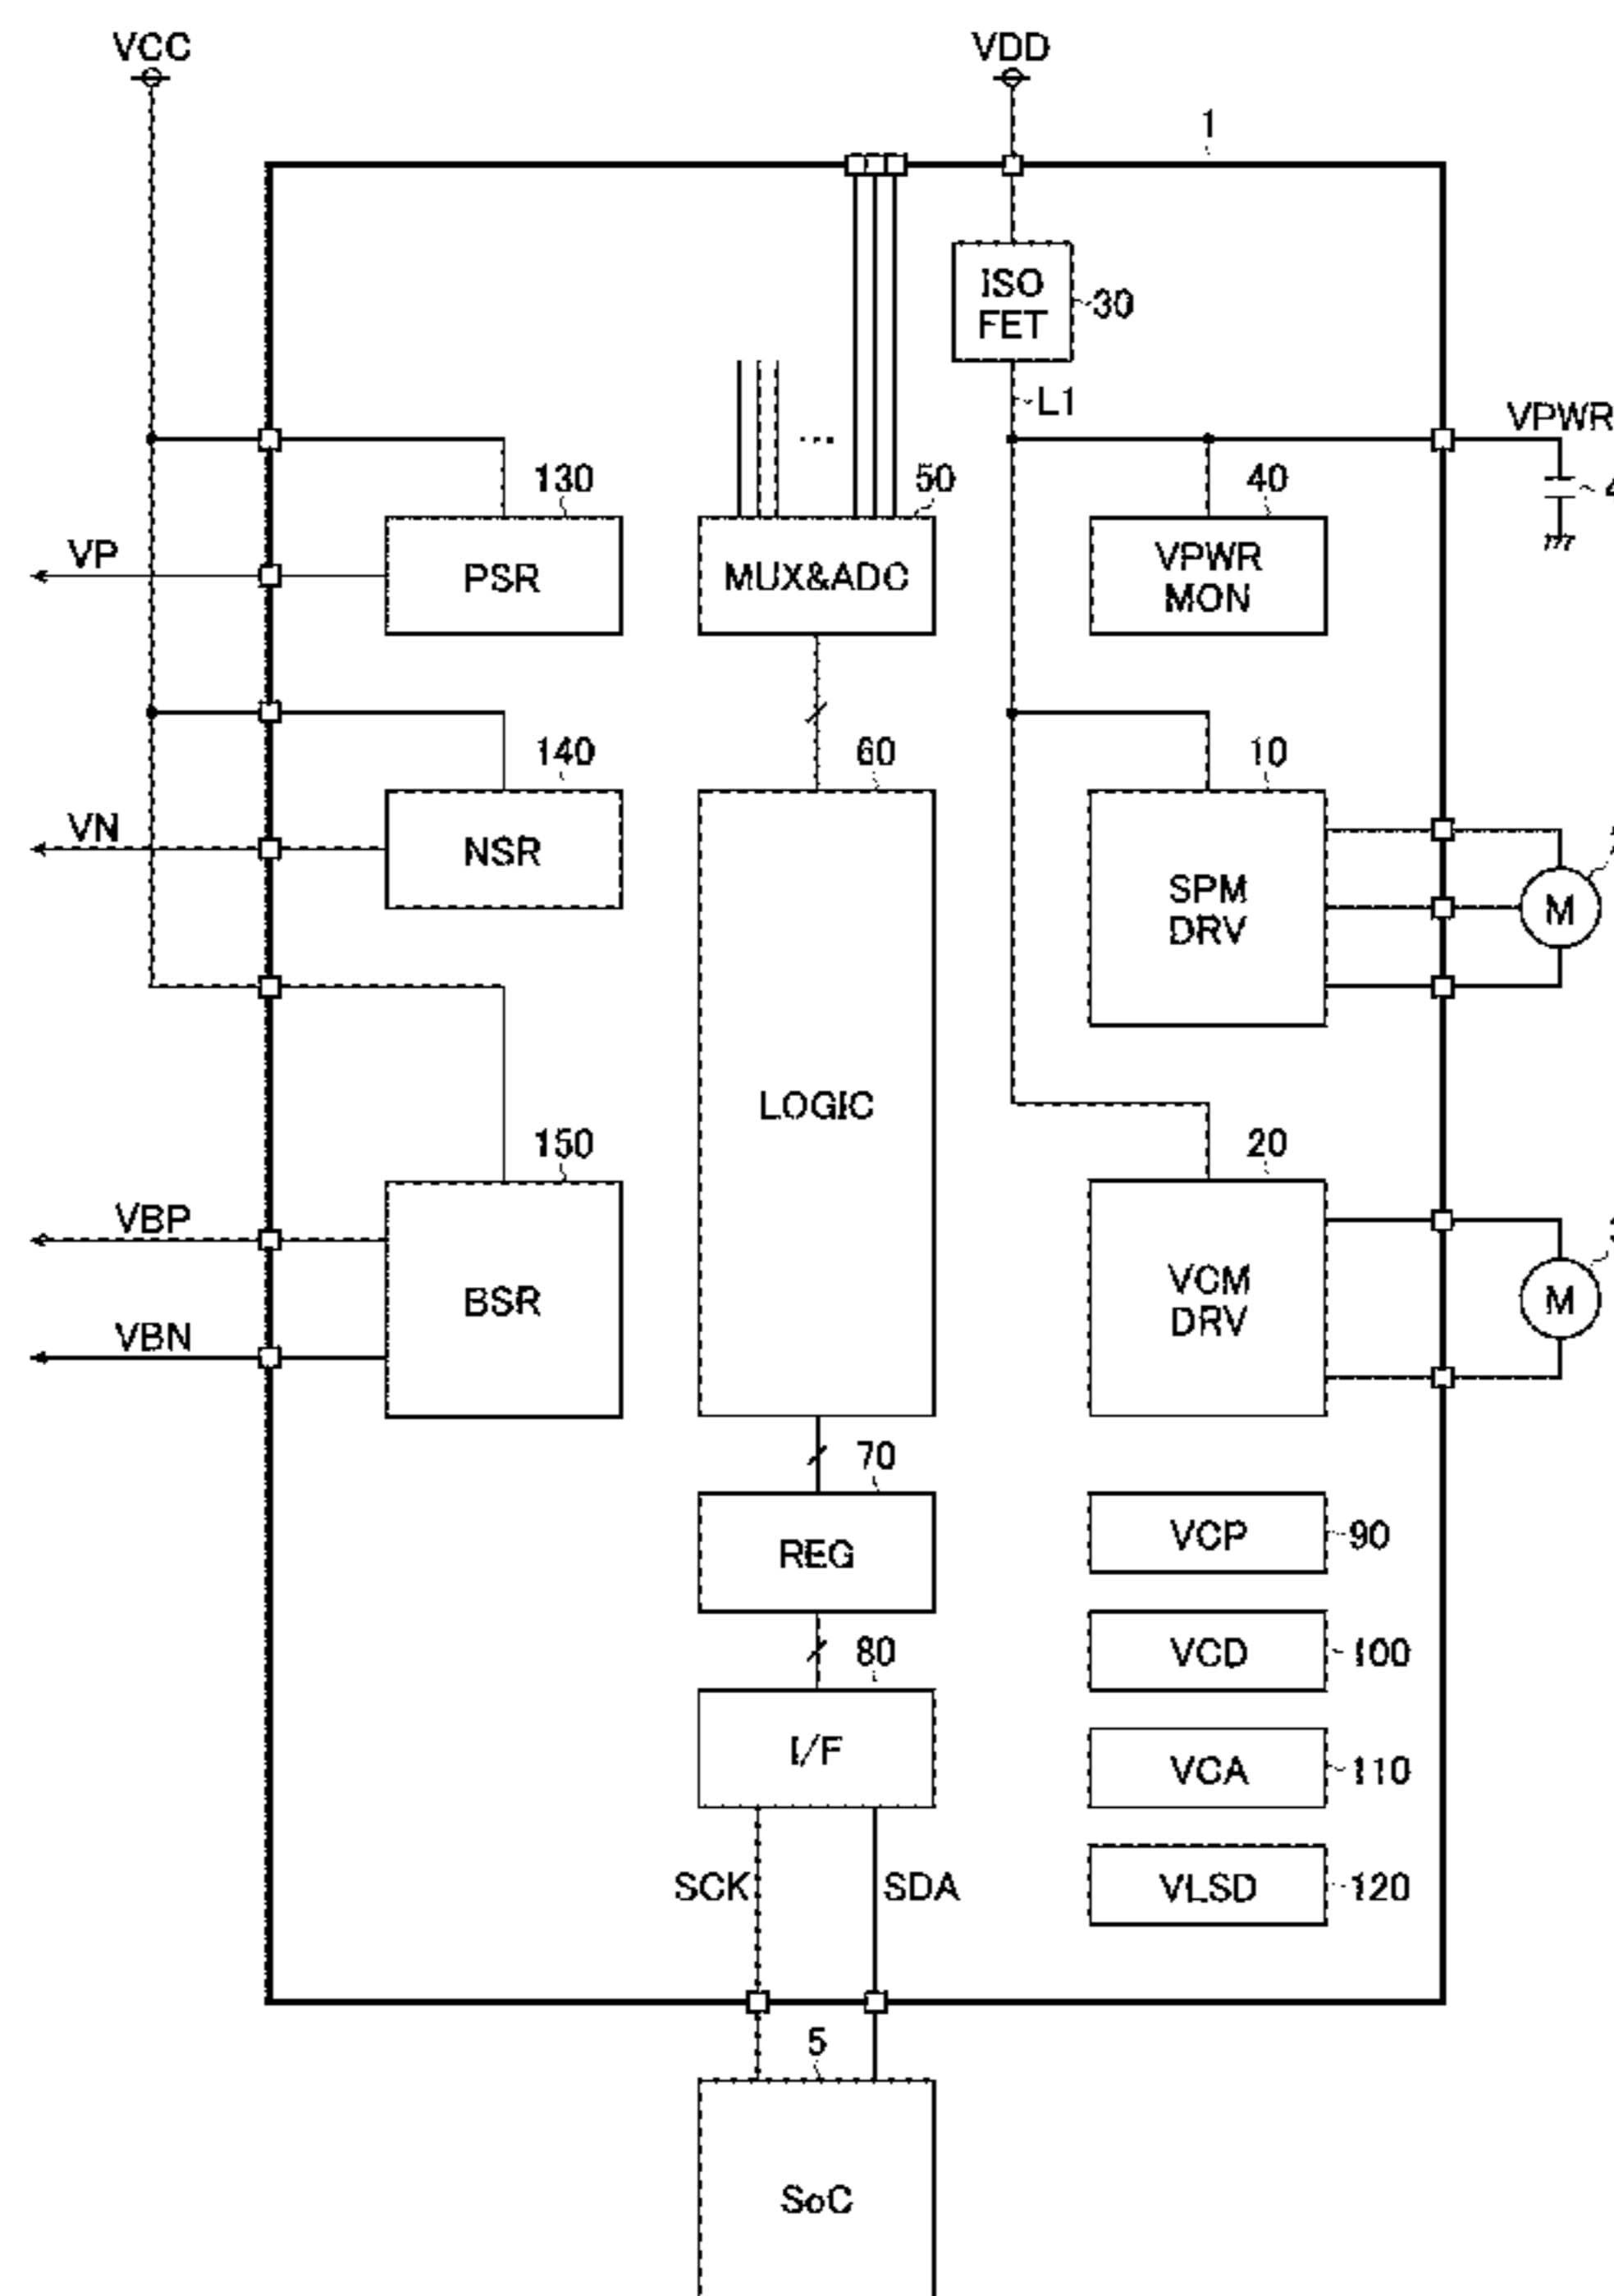 VCC
VDD
1
ISO
FET
30
L1
VPWR
130
50
40
4
VP
PSR
MUX&ADC
VPWR
MON
140
60
10
VN
NSR
SPM
DRV
M
LOGIC
150
20
VBP
BSR
VCM
DRV
M
VBN
70
REG
VCP
90
80
VCD
100
I/F
VCA
110
SCK
SDA
VLSD
120
5
SoC